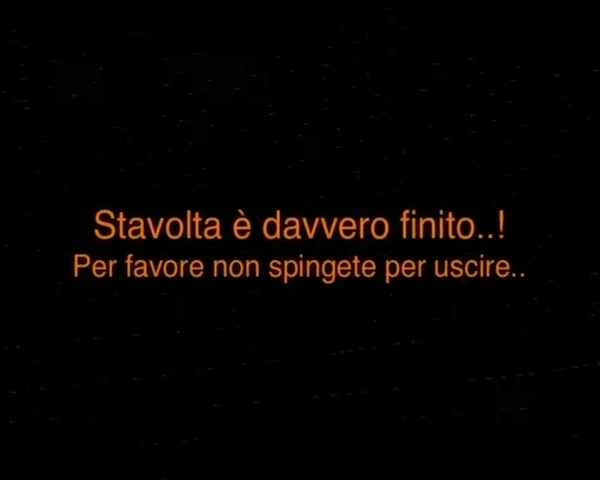 Stavolta è davvero finito..!
Per favore non spingete per uscire..